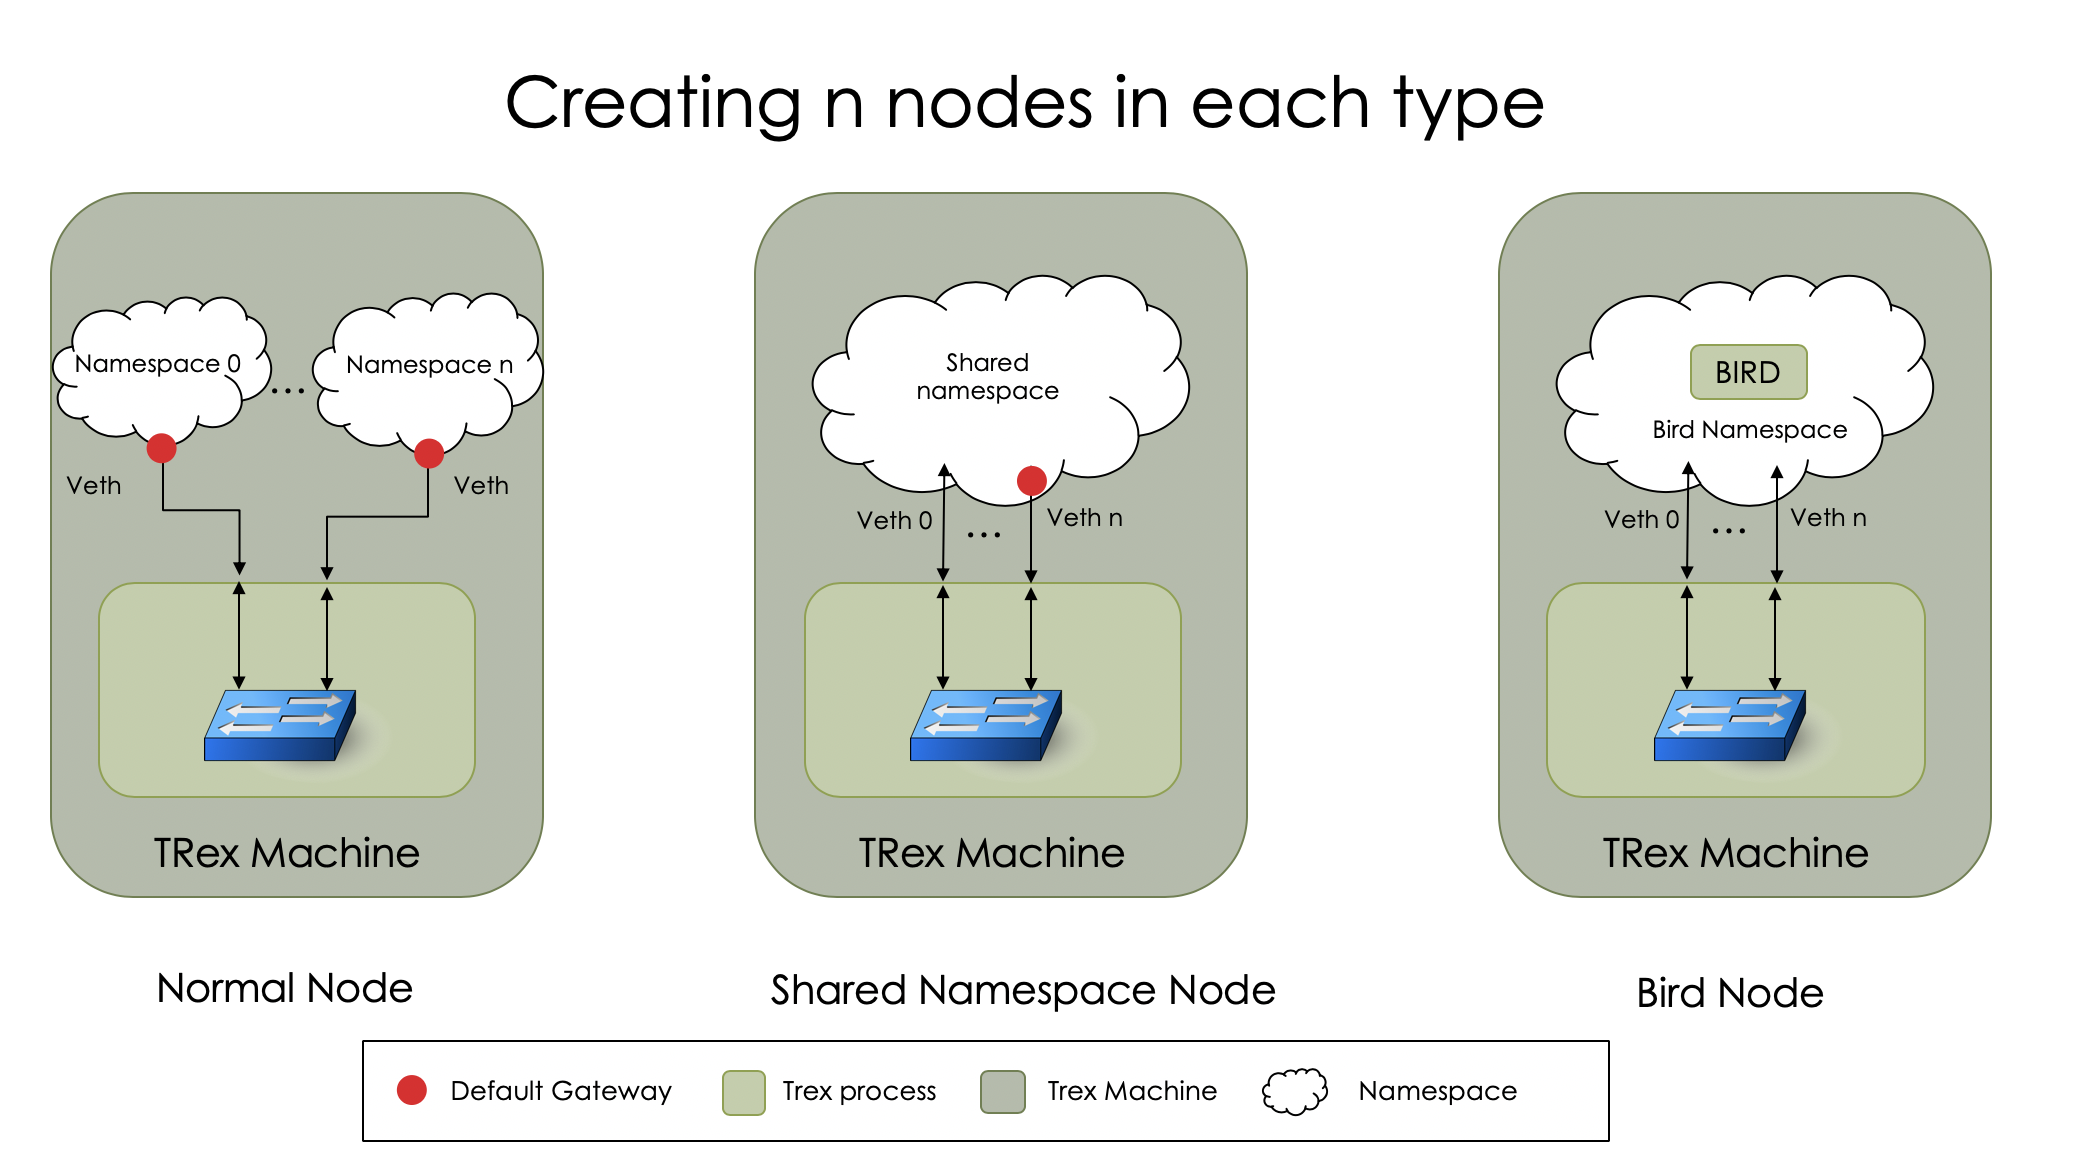 Creating n nodes in each type
Namespace 0
...
Namespace n
Veth
Veth
TRex Machine
Normal Node
Shared
namespace
Veth 0
...
Veth n
TRex Machine
Shared Namespace Node
BIRD
Bird Namespace
Veth 0
...
Veth n
TRex Machine
Bird Node
Default Gateway
Trex process
Trex Machine
Namespace